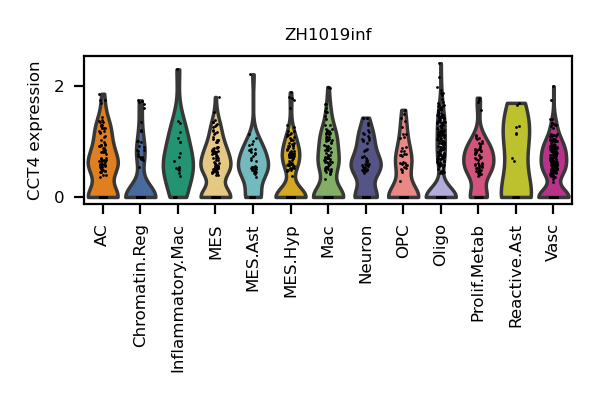 ZH1019inf
CCT4 expression
2
0
AC
Chromatin.Reg
Inflammatory.Mac
MES
MES.Ast
MES.Hyp
Mac
Neuron
OPC
Oligo
Prolif.Metab
Reactive.Ast
Vasc